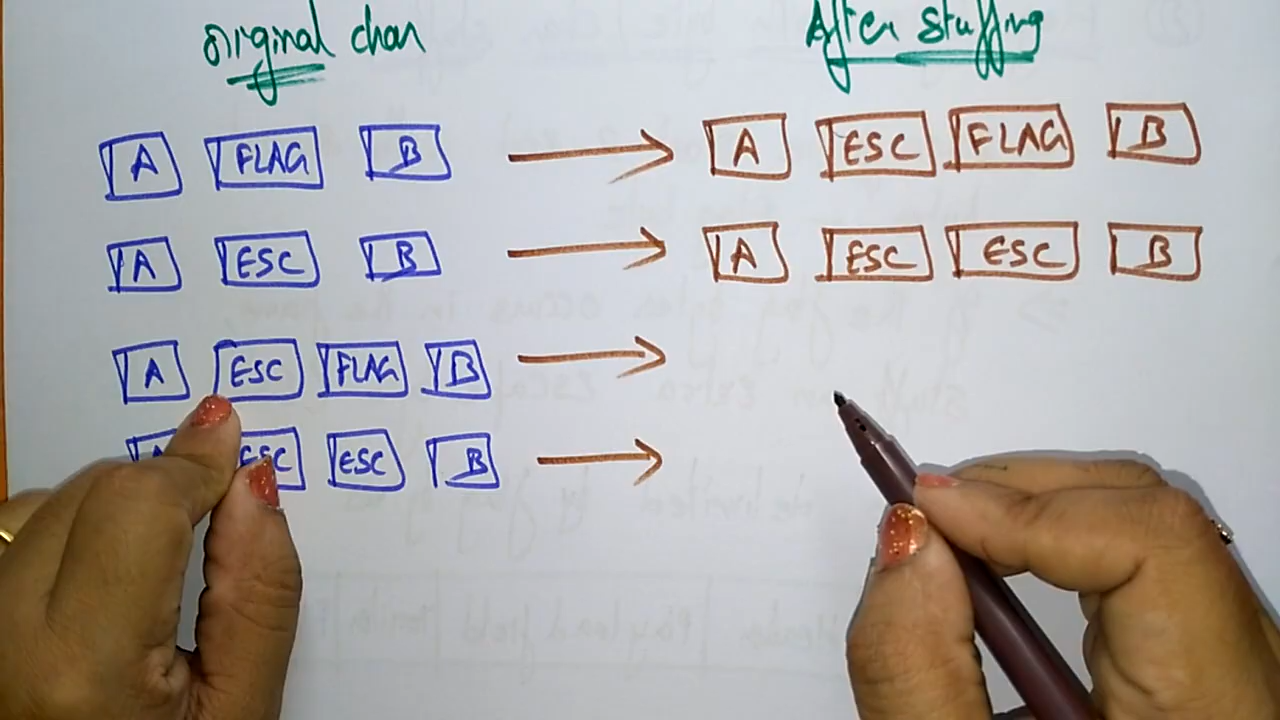 original char After stuffing
A FLAG B → A ESC FLAG B
A ESC B → A ESC ESC B
A ESC FLAG B →
A ESC ESC B →